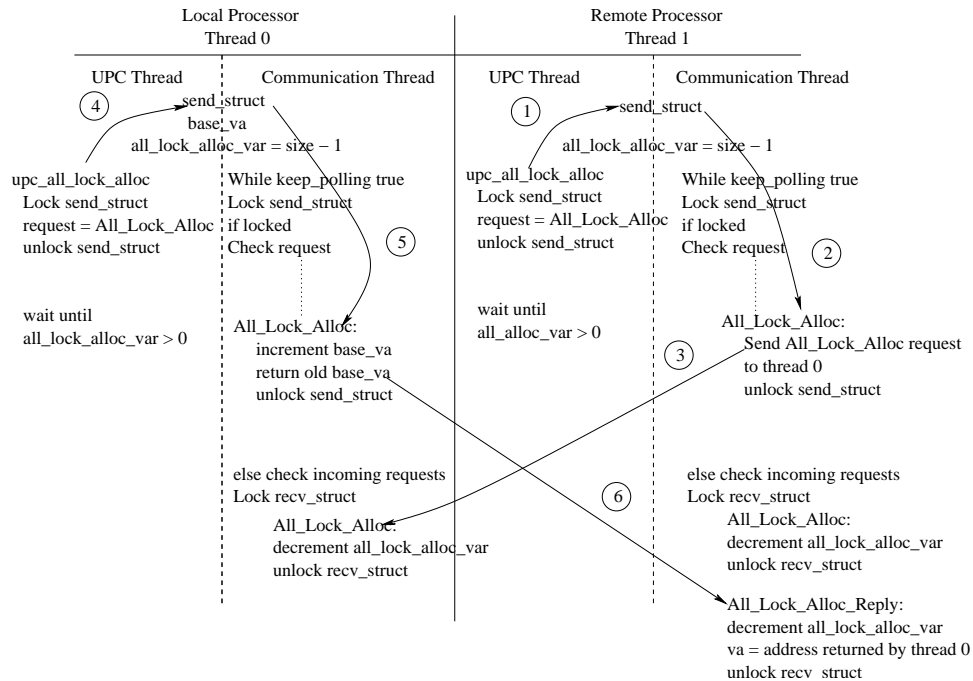 Local Processor
Thread 0
Remote Processor
Thread 1
UPC Thread
Communication Thread
UPC Thread
Communication Thread
4
send_struct
base_va
all_lock_alloc_var = size − 1
1
send_struct
all_lock_alloc_var = size − 1
upc_all_lock_alloc
Lock send_struct
request = All_Lock_Alloc
unlock send_struct
While keep_polling true
Lock send_struct
if locked
Check request
5
upc_all_lock_alloc
Lock send_struct
request = All_Lock_Alloc
unlock send_struct
While keep_polling true
Lock send_struct
if locked
Check request
2
wait until
all_lock_alloc_var > 0
All_Lock_Alloc:
increment base_va
return old base_va
unlock send_struct
wait until
all_alloc_var > 0
3
All_Lock_Alloc:
Send All_Lock_Alloc request
to thread 0
unlock send_struct
else check incoming requests
Lock recv_struct
All_Lock_Alloc:
decrement all_lock_alloc_var
unlock recv_struct
6
else check incoming requests
Lock recv_struct
All_Lock_Alloc:
decrement all_lock_alloc_var
unlock recv_struct
All_Lock_Alloc_Reply:
decrement all_lock_alloc_var
va = address returned by thread 0
unlock recv_struct